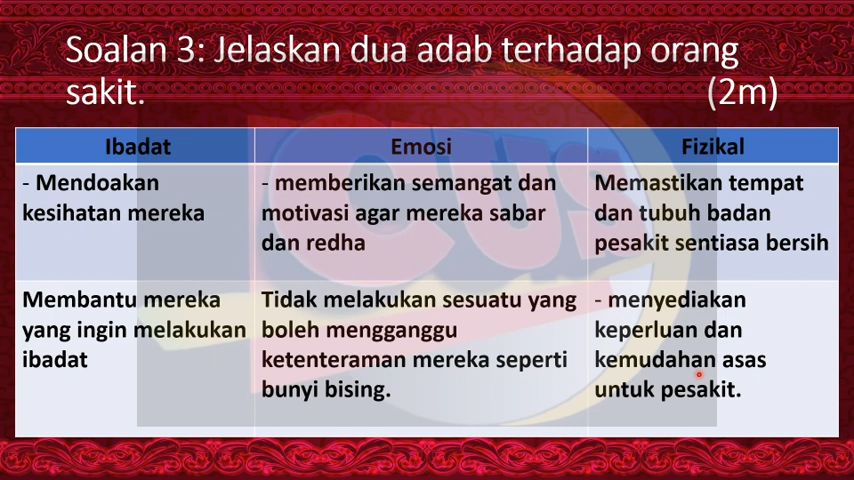 Soalan 3: Jelaskan dua adab terhadap orang
sakit. (2m)
Ibadat
Emosi
Fizikal
- Mendoakan
kesihatan mereka
- memberikan semangat dan
motivasi agar mereka sabar
dan redha
Memastikan tempat
dan tubuh badan
pesakit sentiasa bersih
Membantu mereka
yang ingin melakukan
ibadat
Tidak melakukan sesuatu yang
boleh mengganggu
ketenteraman mereka seperti
bunyi bising.
- menyediakan
keperluan dan
kemudahan asas
untuk pesakit.